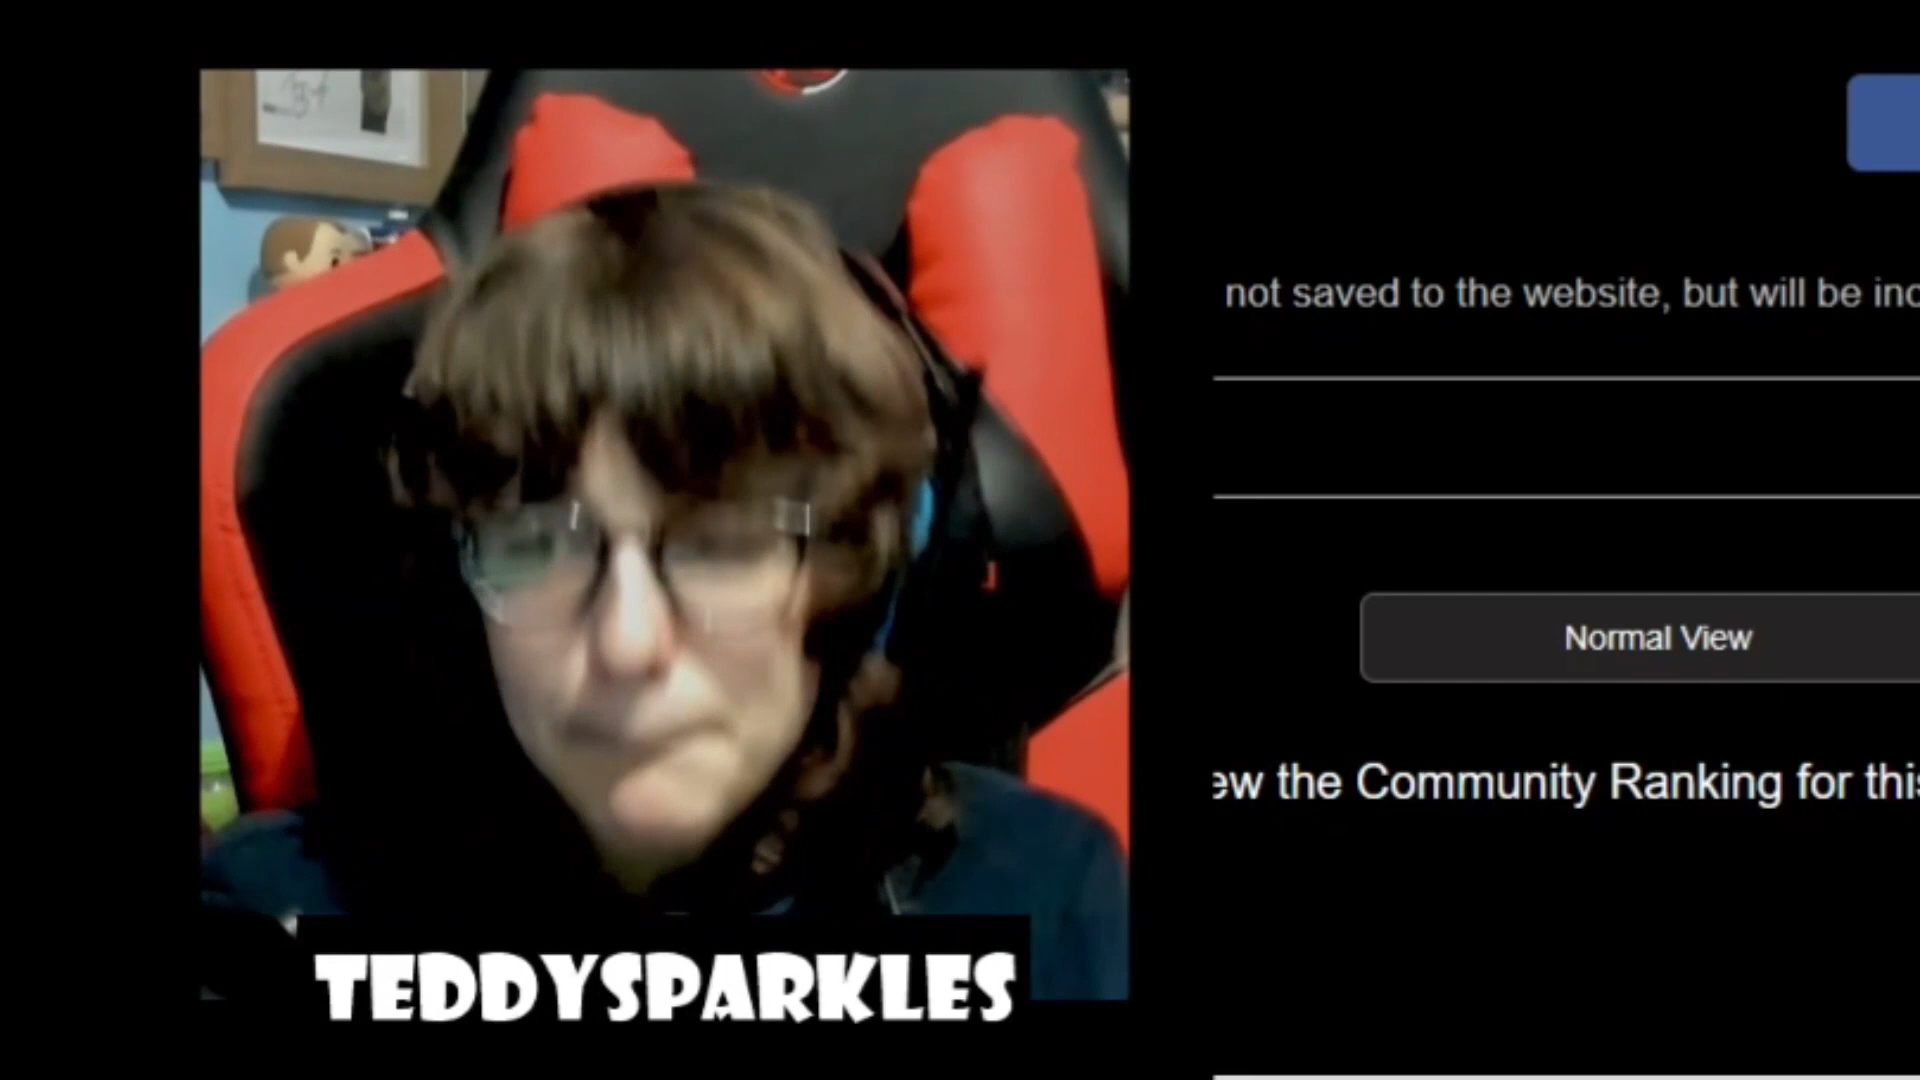 not saved to the website, but will be inc
Normal View
ew the Community Ranking for this
TEDDYSPARKLES